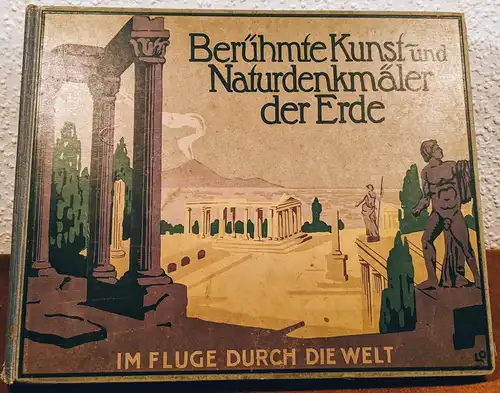 Berühmte Kunst und
Naturdenkmäler
der Erde
IM FLUGE DURCH DIE WELT